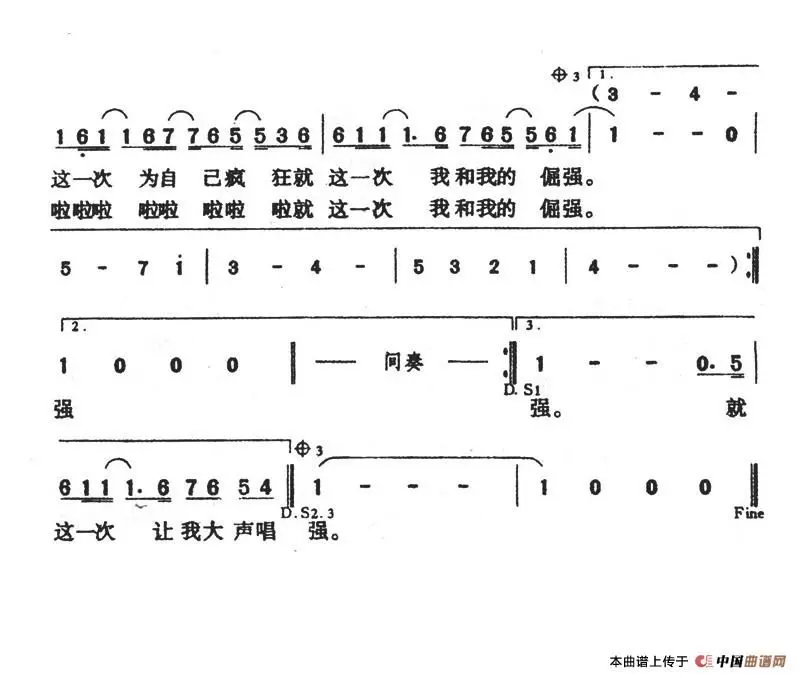 ⊕3 1.
(3 - 4 -
1 6 1 1 6 7 7 6 5 5 3 6 | 6 1 1 1. 6 7 6 5 5 6 1 | 1 - - 0
这一次 为自 己疯 狂就 这一次 我和我的 倔强。
啦啦啦 啦啦 啦啦 啦就 这一次 我和我的 倔强。
5 - 7 i | 3 - 4 - | 5 3 2 1 | 4 - - - ) :‖
2. 3.
1 0 0 0 ‖ — 间奏 — :‖ 1 - - 0. 5 |
D.S1
强 强。 就
⊕3
6 1 1 1. 6 7 6 5 4 ‖ 1 - - - | 1 0 0 0 ‖
D.S2.3 Fine
这一次 让我大声唱 强。
本曲谱上传于 中国曲谱网